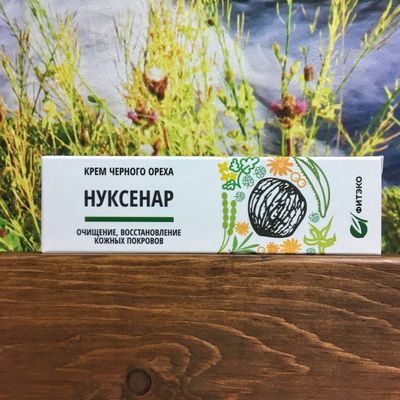 КРЕМ ЧЕРНОГО ОРЕХА
НУКСЕНАР
ОЧИЩЕНИЕ, ВОССТАНОВЛЕНИЕ
КОЖНЫХ ПОКРОВОВ
ФИТЭКО